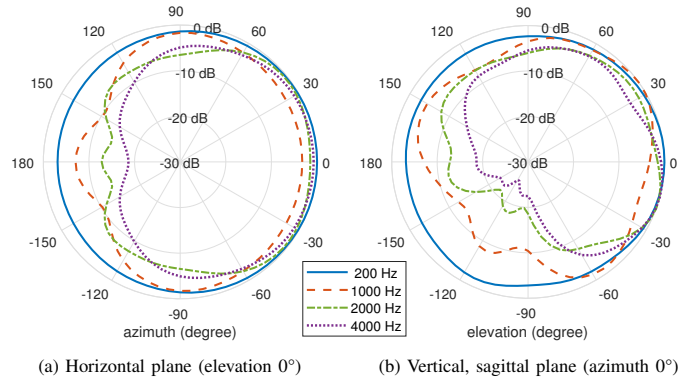 90
120
60
0 dB
150
30
-10 dB
-20 dB
180
-30 dB
0
-150
-30
-120
-60
-90
azimuth (degree)
90
120
60
0 dB
150
30
-10 dB
-20 dB
180
-30 dB
0
-150
-30
-120
-60
-90
elevation (degree)
200 Hz
1000 Hz
2000 Hz
4000 Hz
(a) Horizontal plane (elevation 0°)
(b) Vertical, sagittal plane (azimuth 0°)